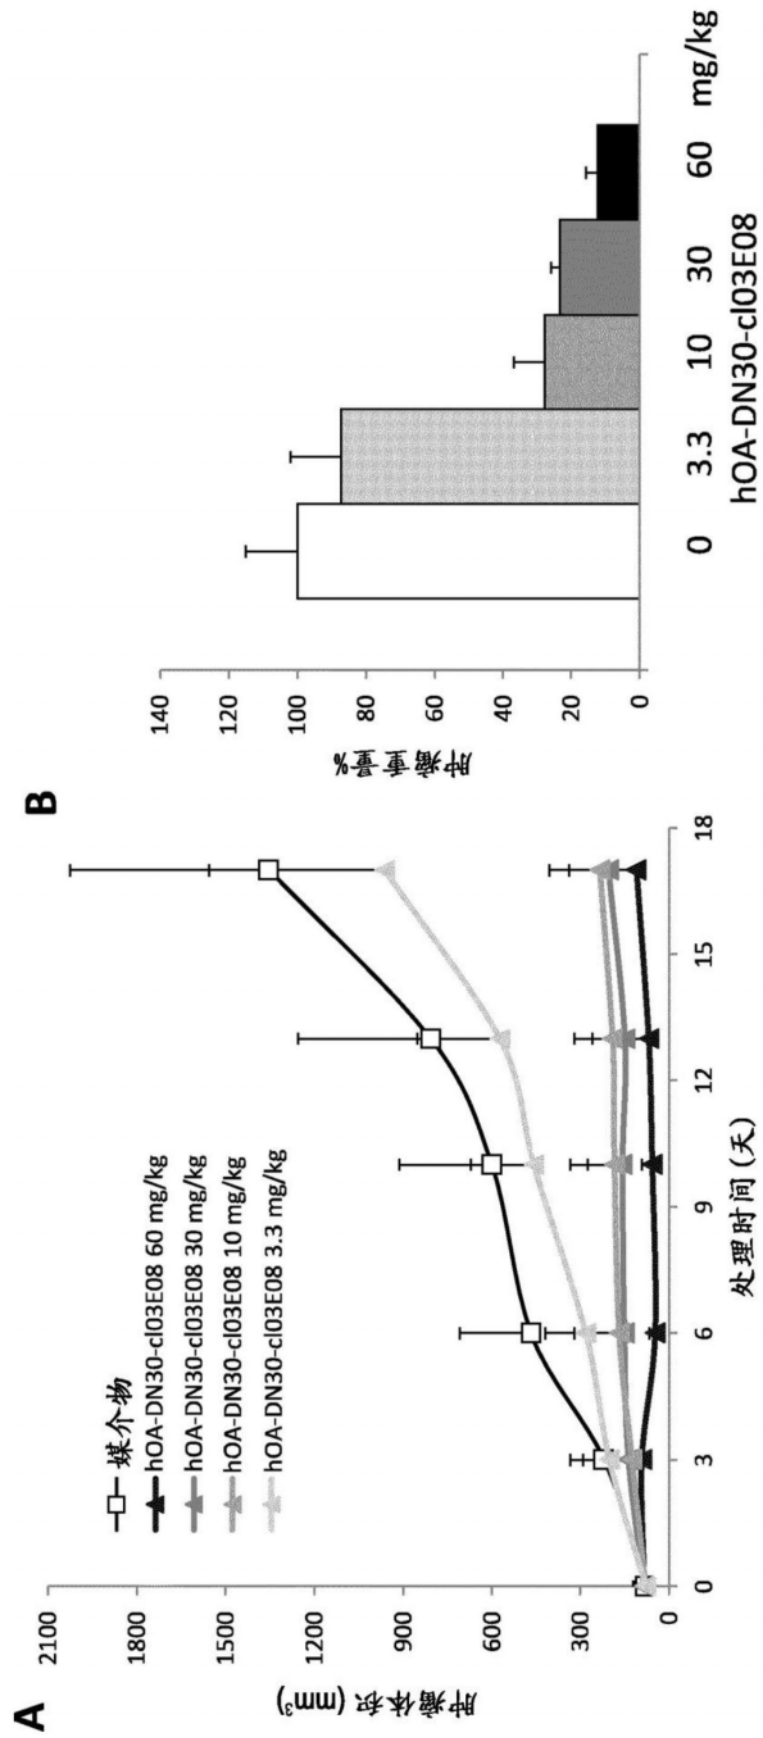 A
肿瘤体积 (mm³)
2100
1800
1500
1200
900
600
300
0
媒介物
hOA-DN30-cl03E08 60 mg/kg
hOA-DN30-cl03E08 30 mg/kg
hOA-DN30-cl03E08 10 mg/kg
hOA-DN30-cl03E08 3.3 mg/kg
0 3 6 9 12 15 18
处理时间 (天)
B
肿瘤重量%
140
120
100
80
60
40
20
0
0 3.3 10 30 60 mg/kg
hOA-DN30-cl03E08